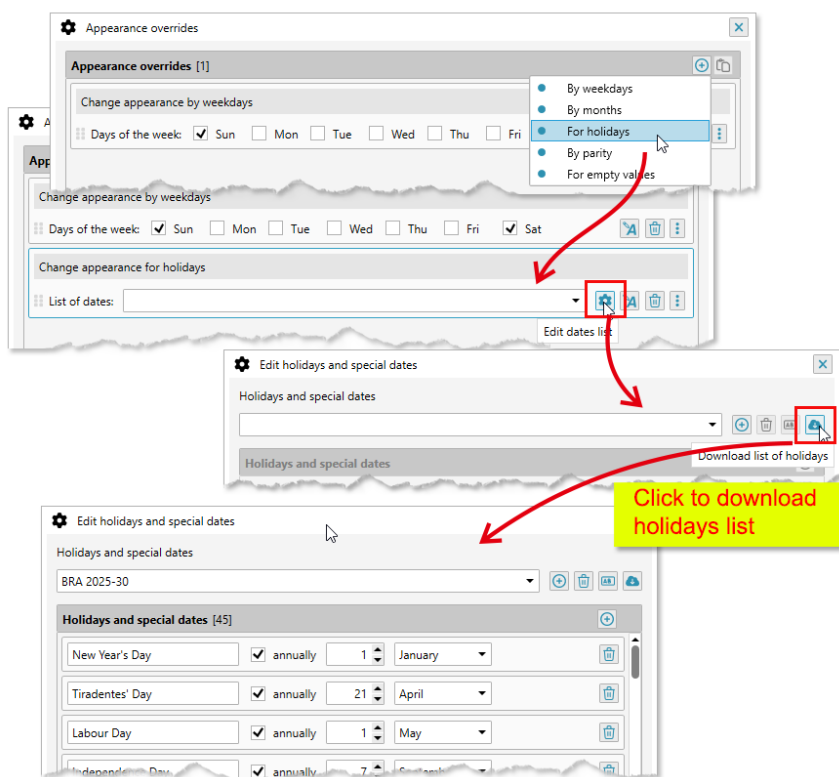 Appearance overrides
Appearance overrides [1]
By weekdays
By months
For holidays
By parity
For empty values
Change appearance by weekdays
Days of the week: Sun Mon Tue Wed Thu Fri
A
App
Change appearance by weekdays
Days of the week: Sun Mon Tue Wed Thu Fri Sat
Change appearance for holidays
List of dates:
Edit dates list
Edit holidays and special dates
Holidays and special dates
Download list of holidays
Holidays and special dates
Click to download
holidays list
Edit holidays and special dates
Holidays and special dates
BRA 2025-30
Holidays and special dates [45]
New Year's Day annually 1 January
Tiradentes' Day annually 21 April
Labour Day annually 1 May
Independence Day annually 7 September